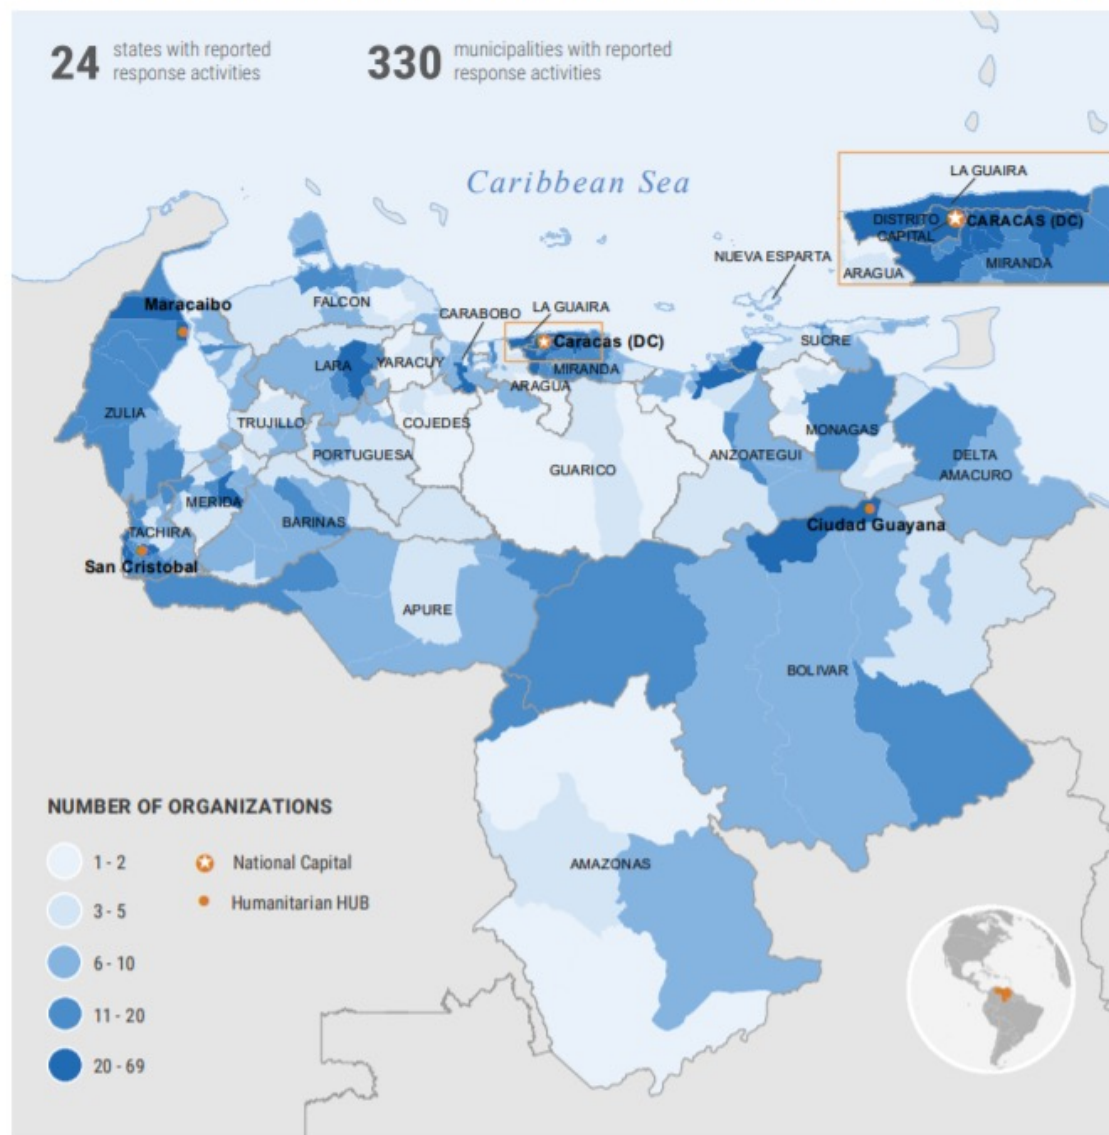 24 states with reported
response activities
330 municipalities with reported
response activities
Caribbean Sea
LA GUAIRA
DISTRITO
CAPITAL
CARACAS (DC)
ARAGUA
MIRANDA
NUEVA ESPARTA
Maracaibo
FALCON
CARABOBO
LA GUAIRA
Caracas (DC)
SUCRE
LARA
YARACUY
MIRANDA
ARAGUA
ZULIA
TRUJILLO
COJEDES
MONAGAS
PORTUGUESA
GUARICO
ANZOATEGUI
DELTA
AMACURO
MERIDA
BARINAS
TACHIRA
Ciudad Guayana
San Cristobal
APURE
BOLIVAR
AMAZONAS
NUMBER OF ORGANIZATIONS
1 - 2
3 - 5
6 - 10
11 - 20
20 - 69
National Capital
Humanitarian HUB